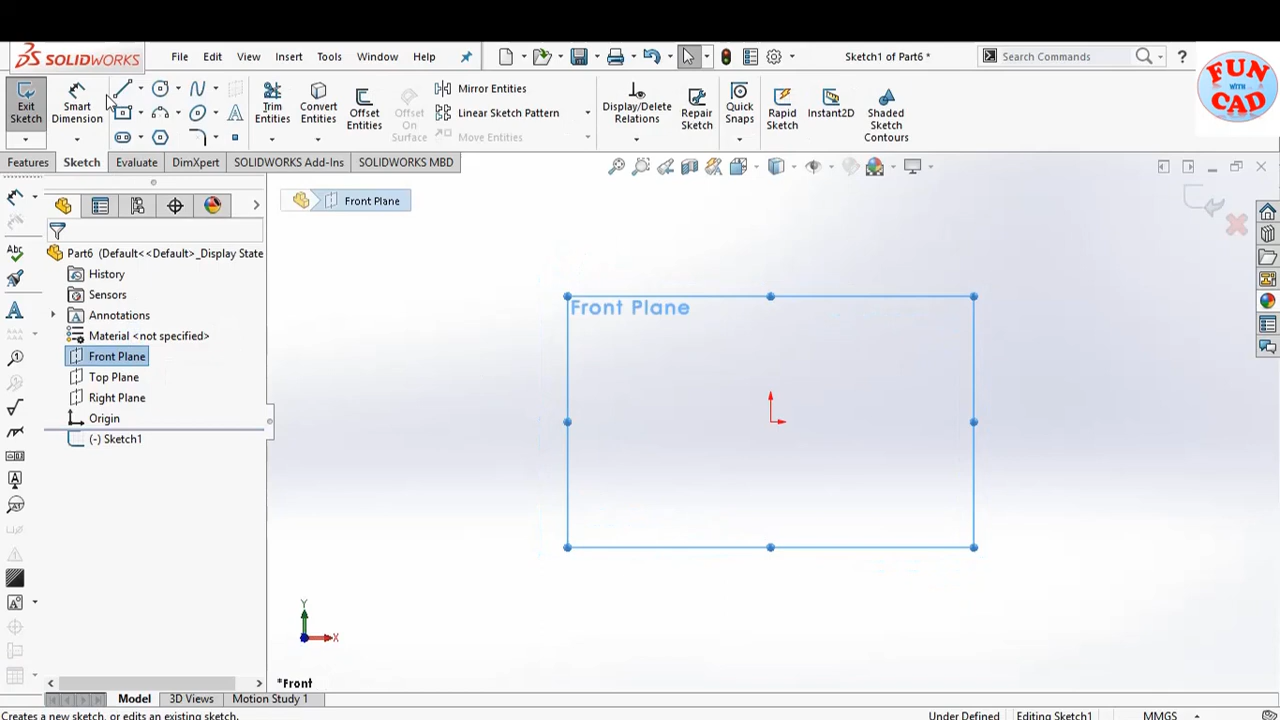 SOLIDWORKS File Edit View Insert Tools Window Help Sketch1 of Part6 * Search Commands ?
FUN
WITH
CAD
Exit Sketch
Smart Dimension
Trim Entities
Convert Entities
Offset Entities
Offset On Surface
Mirror Entities
Linear Sketch Pattern
Move Entities
Display/Delete Relations
Repair Sketch
Quick Snaps
Rapid Sketch
Instant2D
Shaded Sketch Contours
Features Sketch Evaluate DimXpert SOLIDWORKS Add-Ins SOLIDWORKS MBD
Front Plane
Part6 (Default<<Default>_Display State
History
Sensors
Annotations
Material <not specified>
Front Plane
Top Plane
Right Plane
Origin
(-) Sketch1
Front Plane
Y
X
*Front
Model 3D Views Motion Study 1
Creates a new sketch, or edits an existing sketch. Under Defined Editing Sketch1 MMGS